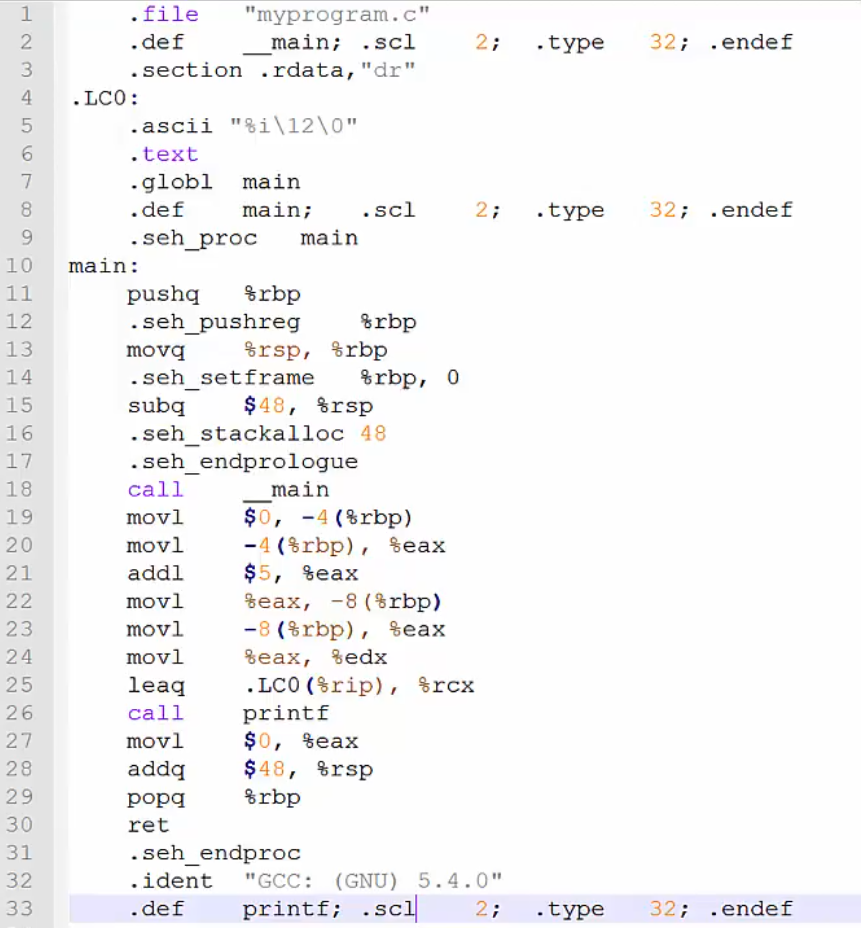 1 .file "myprogram.c"
2 .def __main; .scl 2; .type 32; .endef
3 .section .rdata,"dr"
4 .LC0:
5 .ascii "%i\12\0"
6 .text
7 .globl main
8 .def main; .scl 2; .type 32; .endef
9 .seh_proc main
10 main:
11 pushq %rbp
12 .seh_pushreg %rbp
13 movq %rsp, %rbp
14 .seh_setframe %rbp, 0
15 subq $48, %rsp
16 .seh_stackalloc 48
17 .seh_endprologue
18 call __main
19 movl $0, -4(%rbp)
20 movl -4(%rbp), %eax
21 addl $5, %eax
22 movl %eax, -8(%rbp)
23 movl -8(%rbp), %eax
24 movl %eax, %edx
25 leaq .LC0(%rip), %rcx
26 call printf
27 movl $0, %eax
28 addq $48, %rsp
29 popq %rbp
30 ret
31 .seh_endproc
32 .ident "GCC: (GNU) 5.4.0"
33 .def printf; .scl 2; .type 32; .endef